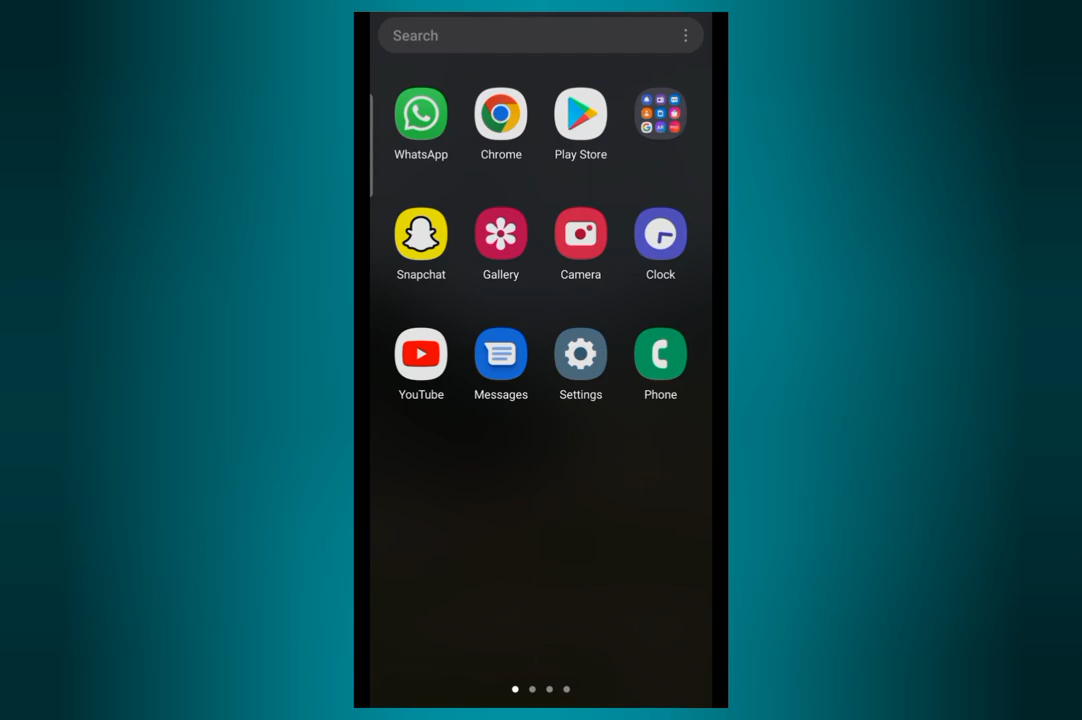 Search
WhatsApp
Chrome
Play Store
Snapchat
Gallery
Camera
Clock
YouTube
Messages
Settings
Phone